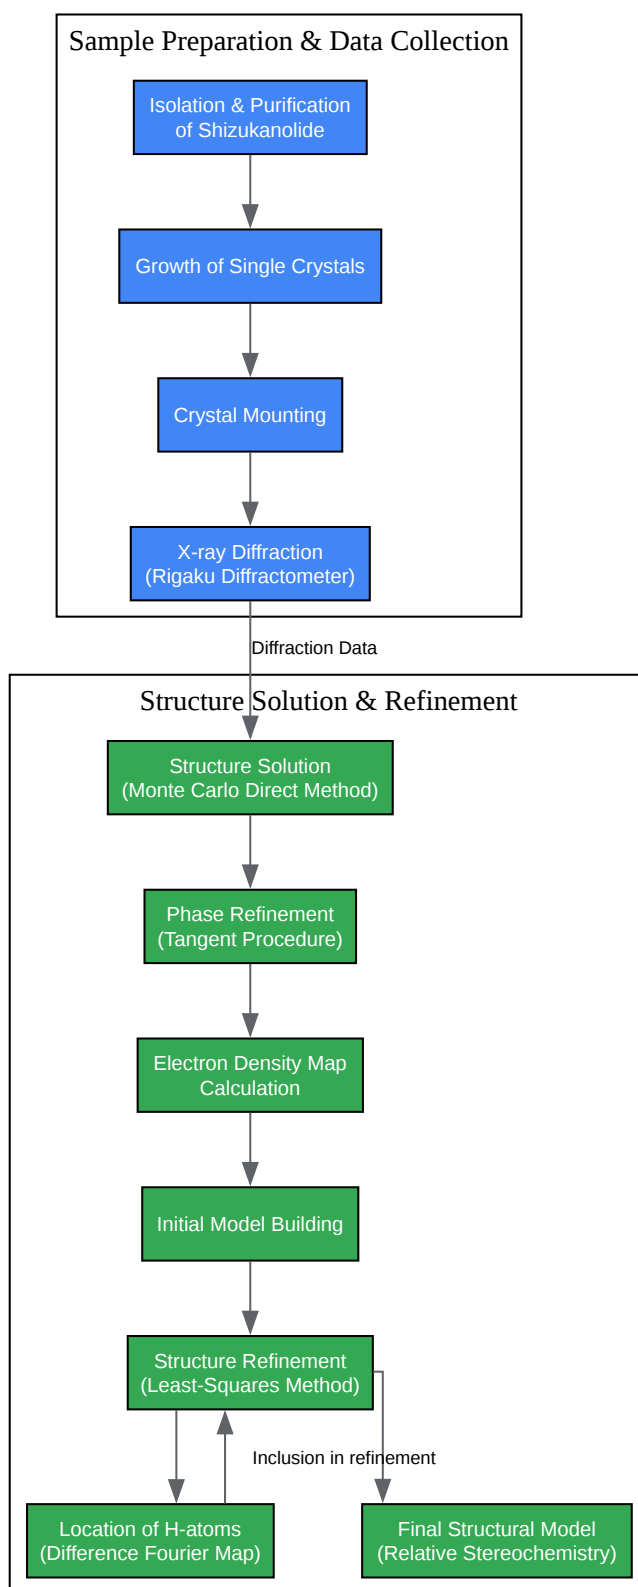 Sample Preparation & Data Collection
Isolation & Purification
of Shizukanolide
Growth of Single Crystals
Crystal Mounting
X-ray Diffraction
(Rigaku Diffractometer)
Diffraction Data
Structure Solution & Refinement
Structure Solution
(Monte Carlo Direct Method)
Phase Refinement
(Tangent Procedure)
Electron Density Map
Calculation
Initial Model Building
Structure Refinement
(Least-Squares Method)
Inclusion in refinement
Location of H-atoms
(Difference Fourier Map)
Final Structural Model
(Relative Stereochemistry)